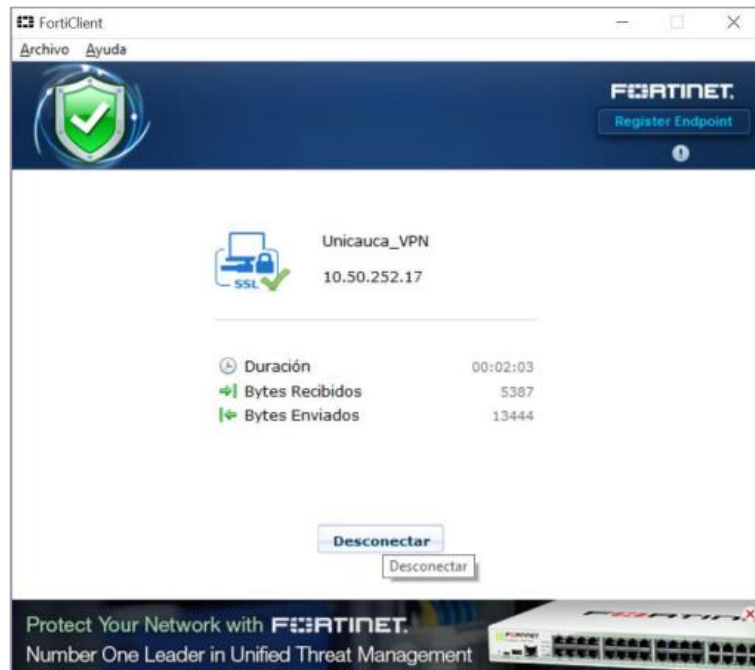 FortiClient
Archivo Ayuda
FORTINET.
Register Endpoint
Unicauca_VPN
10.50.252.17
SSL
Duración 00:02:03
Bytes Recibidos 5387
Bytes Enviados 13444
Desconectar
Desconectar
Protect Your Network with FORTINET.
Number One Leader in Unified Threat Management